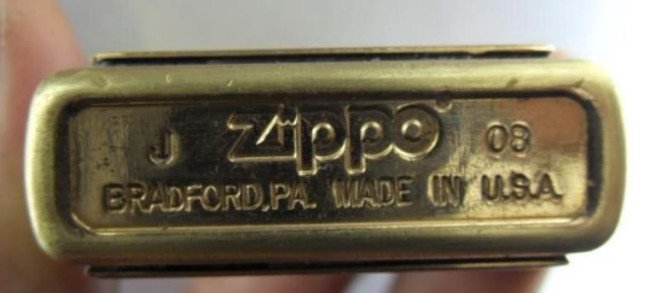 J Zippo® 08
BRADFORD,PA. MADE IN U.S.A.